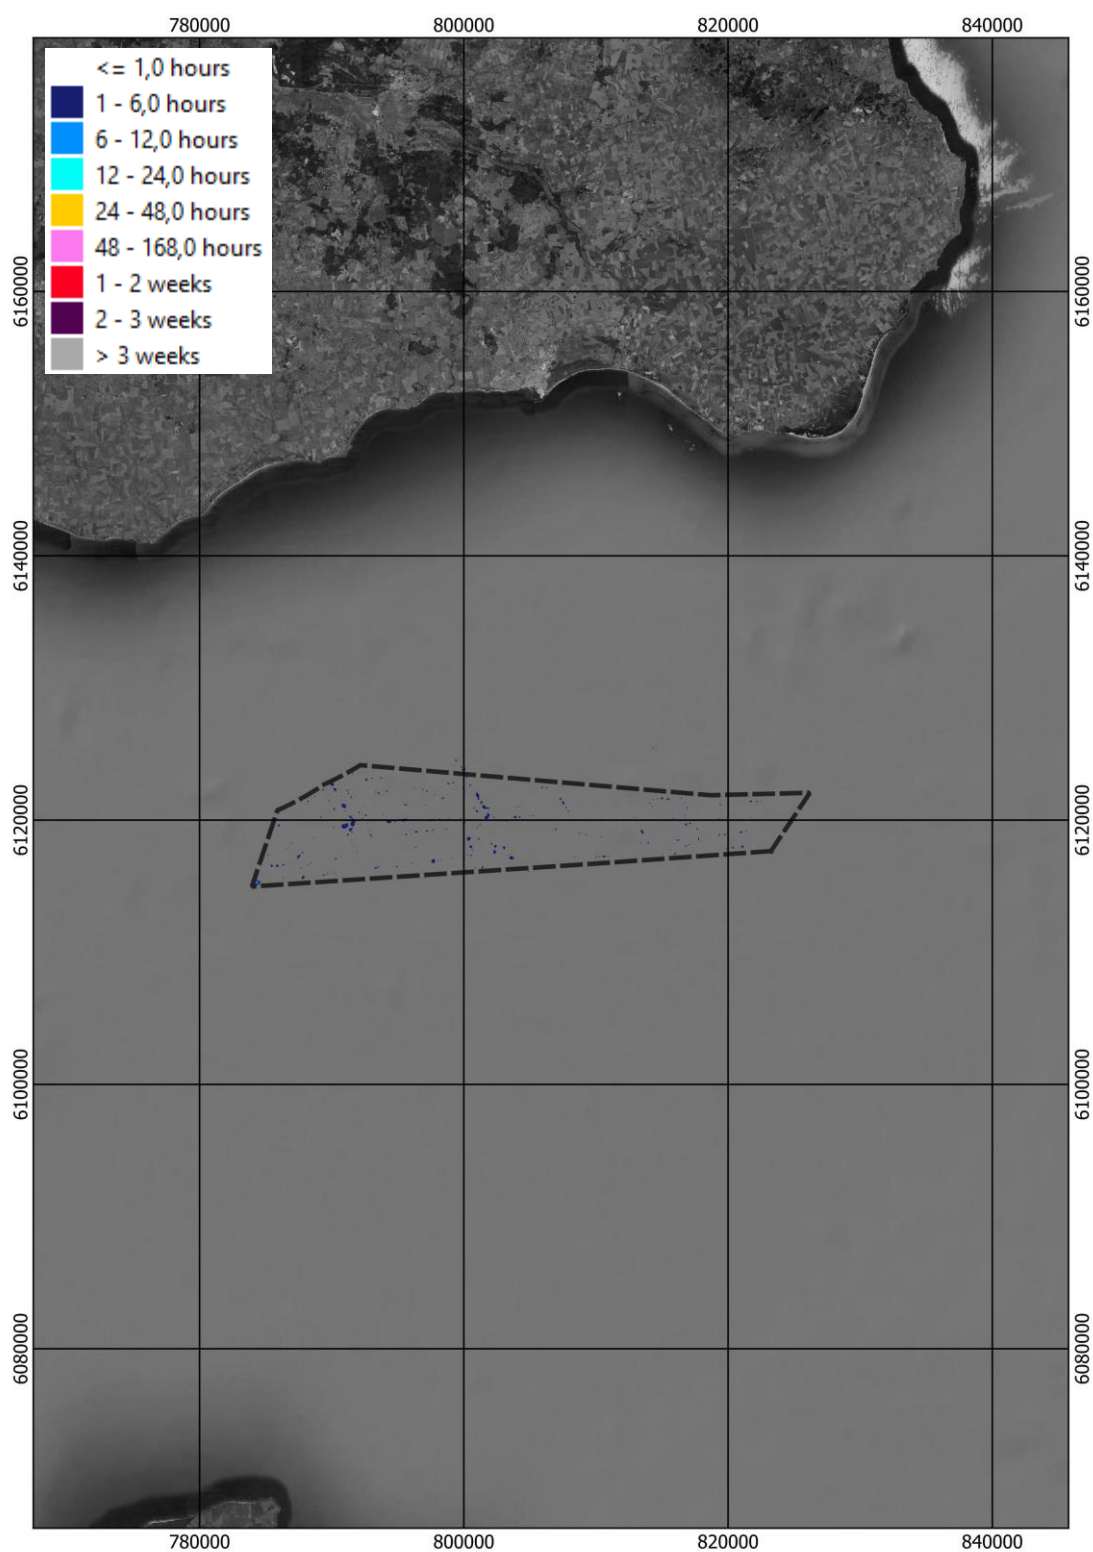 780000 800000 820000 840000
<= 1,0 hours
1 - 6,0 hours
6 - 12,0 hours
12 - 24,0 hours
24 - 48,0 hours
48 - 168,0 hours
1 - 2 weeks
2 - 3 weeks
> 3 weeks
6160000 6160000
6140000 6140000
6120000 6120000
6100000 6100000
6080000 6080000
780000 800000 820000 840000